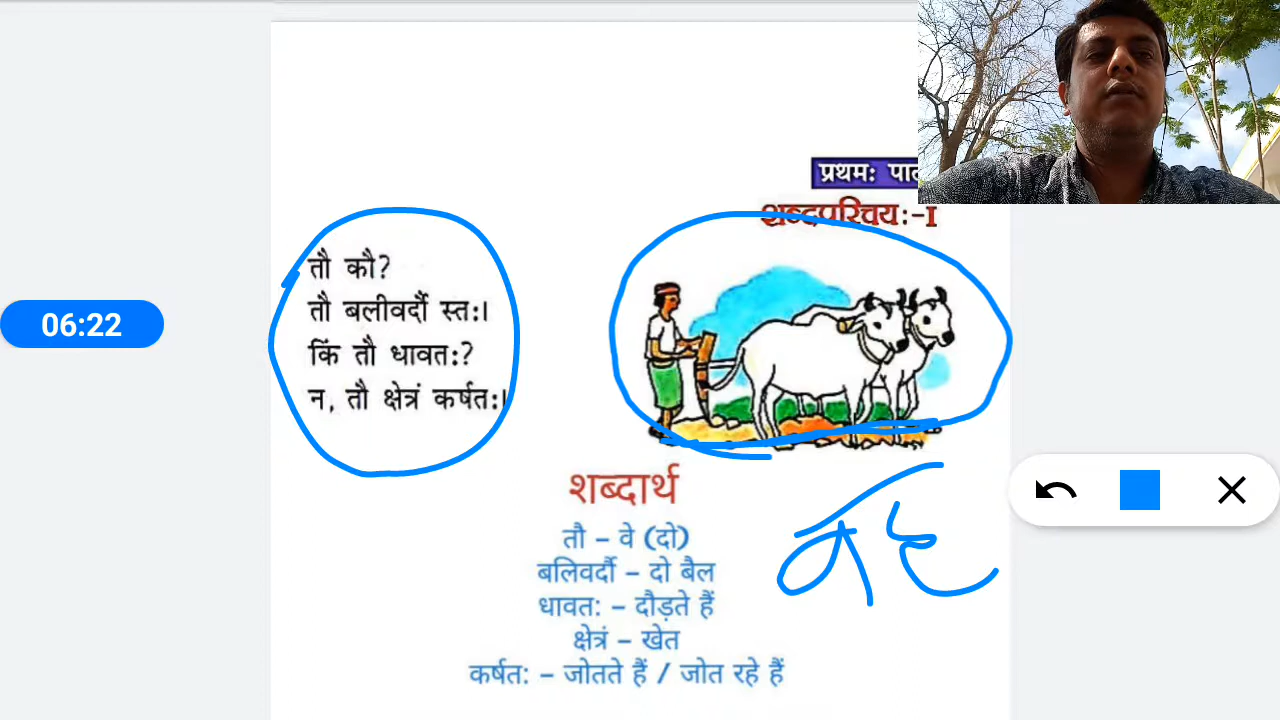 प्रथमः
शब्दपरिचयः-I
तौ कौ?
तौ बलीवर्दौ स्तः।
किं तौ धावतः?
न, तौ क्षेत्रं कर्षतः।
06:22
शब्दार्थ
तौ – वे (दो)
बलिवर्दौ – दो बैल
धावतः – दौड़ते हैं
क्षेत्रं – खेत
कर्षतः – जोतते हैं / जोत रहे हैं
वह